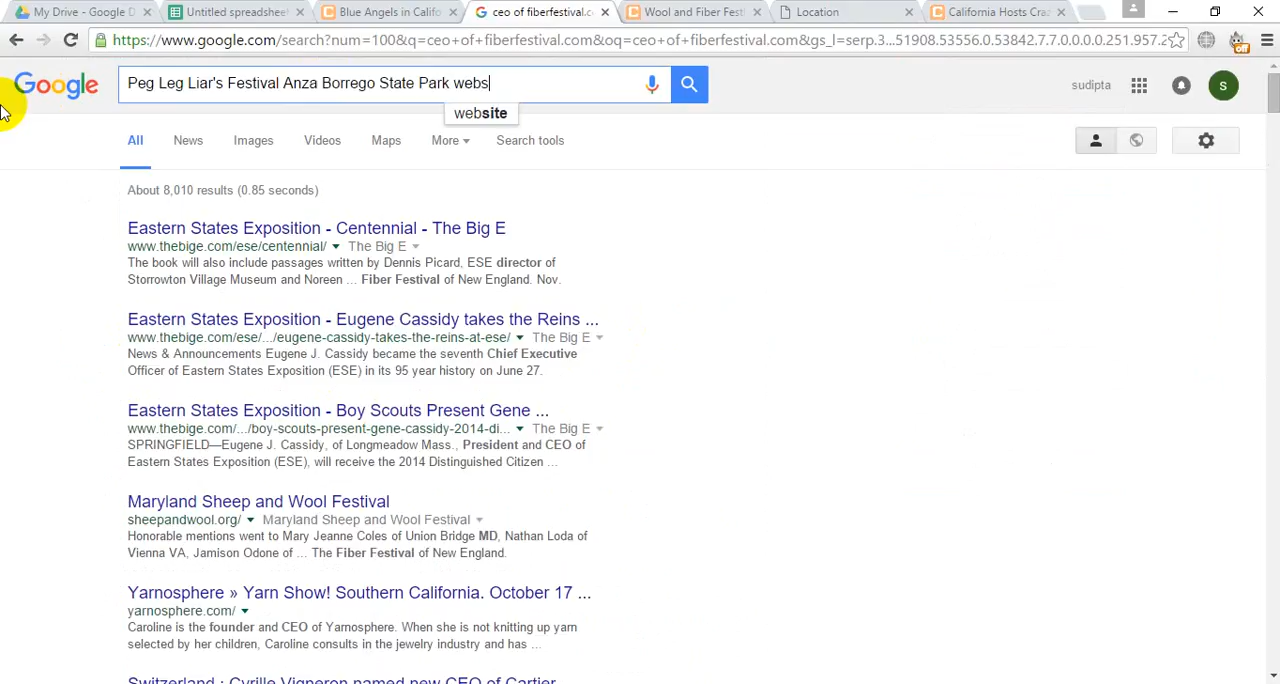 My Drive - Google D
Untitled spreadshe
Blue Angels in Califo
ceo of fiberfestival.co
Wool and Fiber Fest
Location
California Hosts Cra
https://www.google.com/search?num=100&q=ceo+of+fiberfestival.com&oq=ceo+of+fiberfestival.com&gs_l=serp.3...51908.53556.0.53842.7.7.0.0.0.0.251.957.2
off
Google
Peg Leg Liar's Festival Anza Borrego State Park webs
sudipta
S
website
All
News
Images
Videos
Maps
More
Search tools
About 8,010 results (0.85 seconds)
Eastern States Exposition - Centennial - The Big E
www.thebige.com/ese/centennial/ The Big E
The book will also include passages written by Dennis Picard, ESE director of
Storrowton Village Museum and Noreen ... Fiber Festival of New England. Nov.
Eastern States Exposition - Eugene Cassidy takes the Reins ...
www.thebige.com/ese/.../eugene-cassidy-takes-the-reins-at-ese/ The Big E
News & Announcements Eugene J. Cassidy became the seventh Chief Executive
Officer of Eastern States Exposition (ESE) in its 95 year history on June 27.
Eastern States Exposition - Boy Scouts Present Gene ...
www.thebige.com/.../boy-scouts-present-gene-cassidy-2014-di... The Big E
SPRINGFIELD—Eugene J. Cassidy, of Longmeadow Mass., President and CEO of
Eastern States Exposition (ESE), will receive the 2014 Distinguished Citizen ...
Maryland Sheep and Wool Festival
sheepandwool.org/ Maryland Sheep and Wool Festival
Honorable mentions went to Mary Jeanne Coles of Union Bridge MD, Nathan Loda of
Vienna VA, Jamison Odone of ... The Fiber Festival of New England.
Yarnosphere » Yarn Show! Southern California. October 17 ...
yarnosphere.com/
Caroline is the founder and CEO of Yarnosphere. When she is not knitting up yarn
selected by her children, Caroline consults in the jewelry industry and has ...
Switzerland : Cyrille Vigneron named new CEO of Cartier